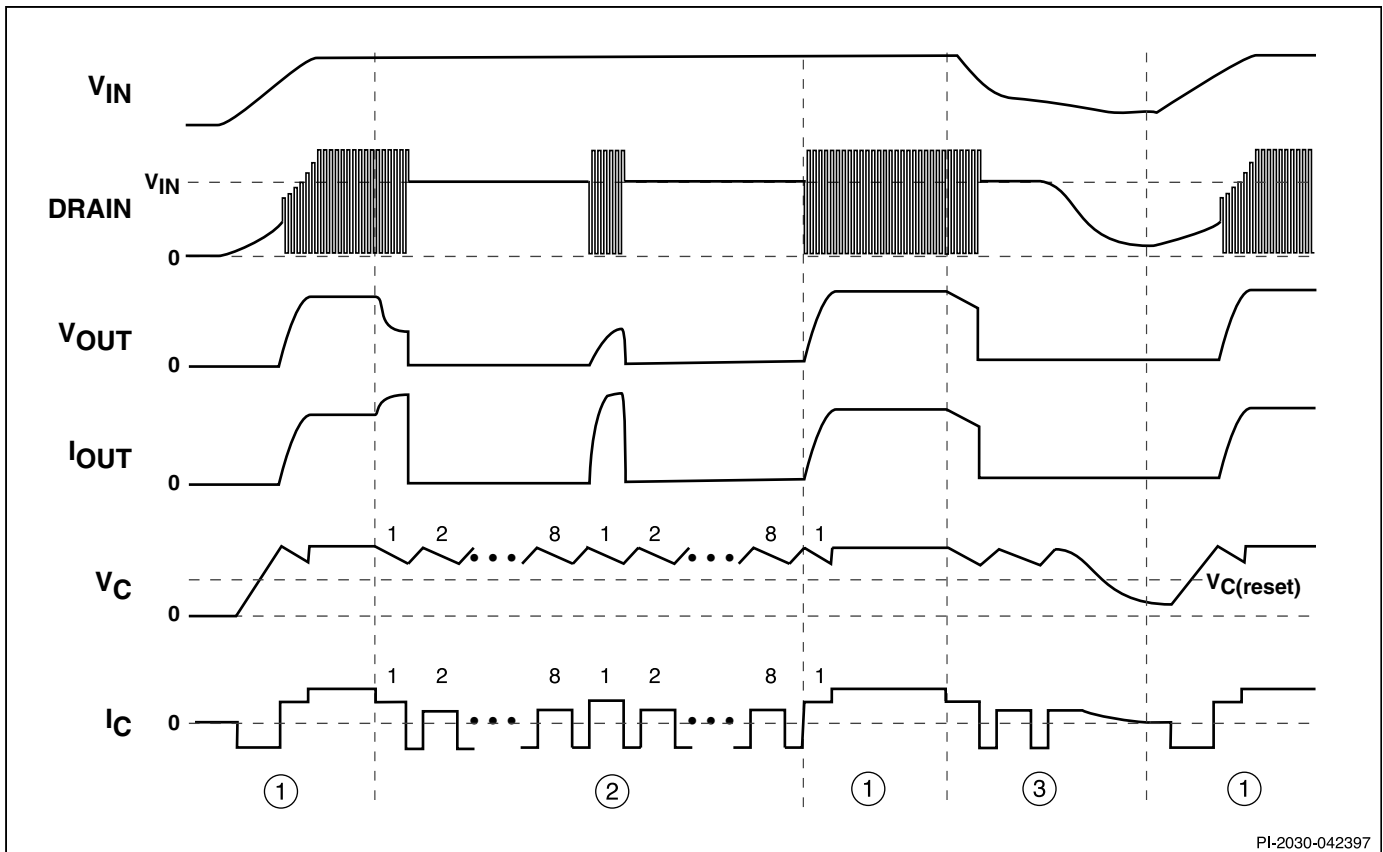 VIN
VIN
DRAIN
0
VOUT
0
IOUT
0
1 2 • • • 8 1 2 • • • 8 1
VC
VC(reset)
0
1 2 • • • 8 1 2 • • • 8 1
IC
0
1 2 1 3 1
PI-2030-042397